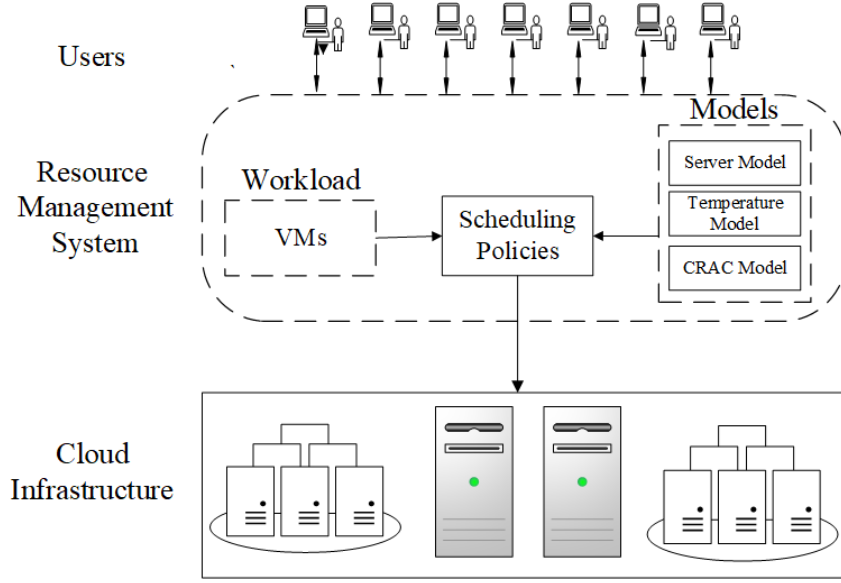 Users
Models
Server Model
Resource
Management
System
Workload
VMs
Scheduling
Policies
Temperature
Model
CRAC Model
Cloud
Infrastructure